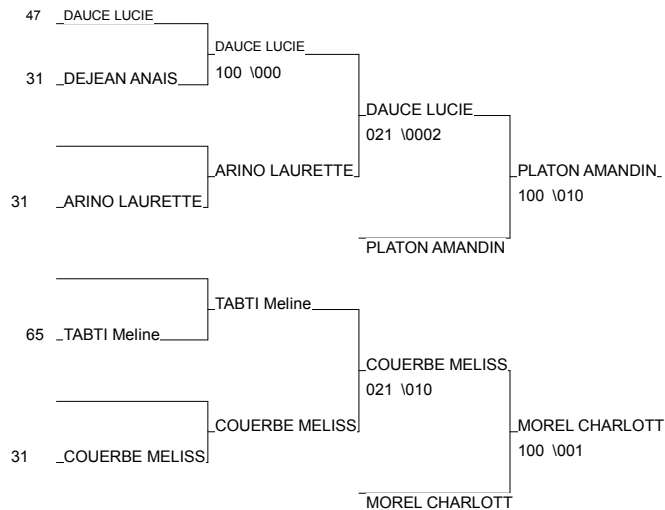 47 DAUCE LUCIE
DAUCE LUCIE
100 \000
31 DEJEAN ANAIS
DAUCE LUCIE
021 \0002
ARINO LAURETTE
PLATON AMANDIN
100 \010
31 ARINO LAURETTE
PLATON AMANDIN
TABTI Meline
65 TABTI Meline
COUERBE MELISS
021 \010
COUERBE MELISS
MOREL CHARLOTT
100 \001
31 COUERBE MELISS
MOREL CHARLOTT